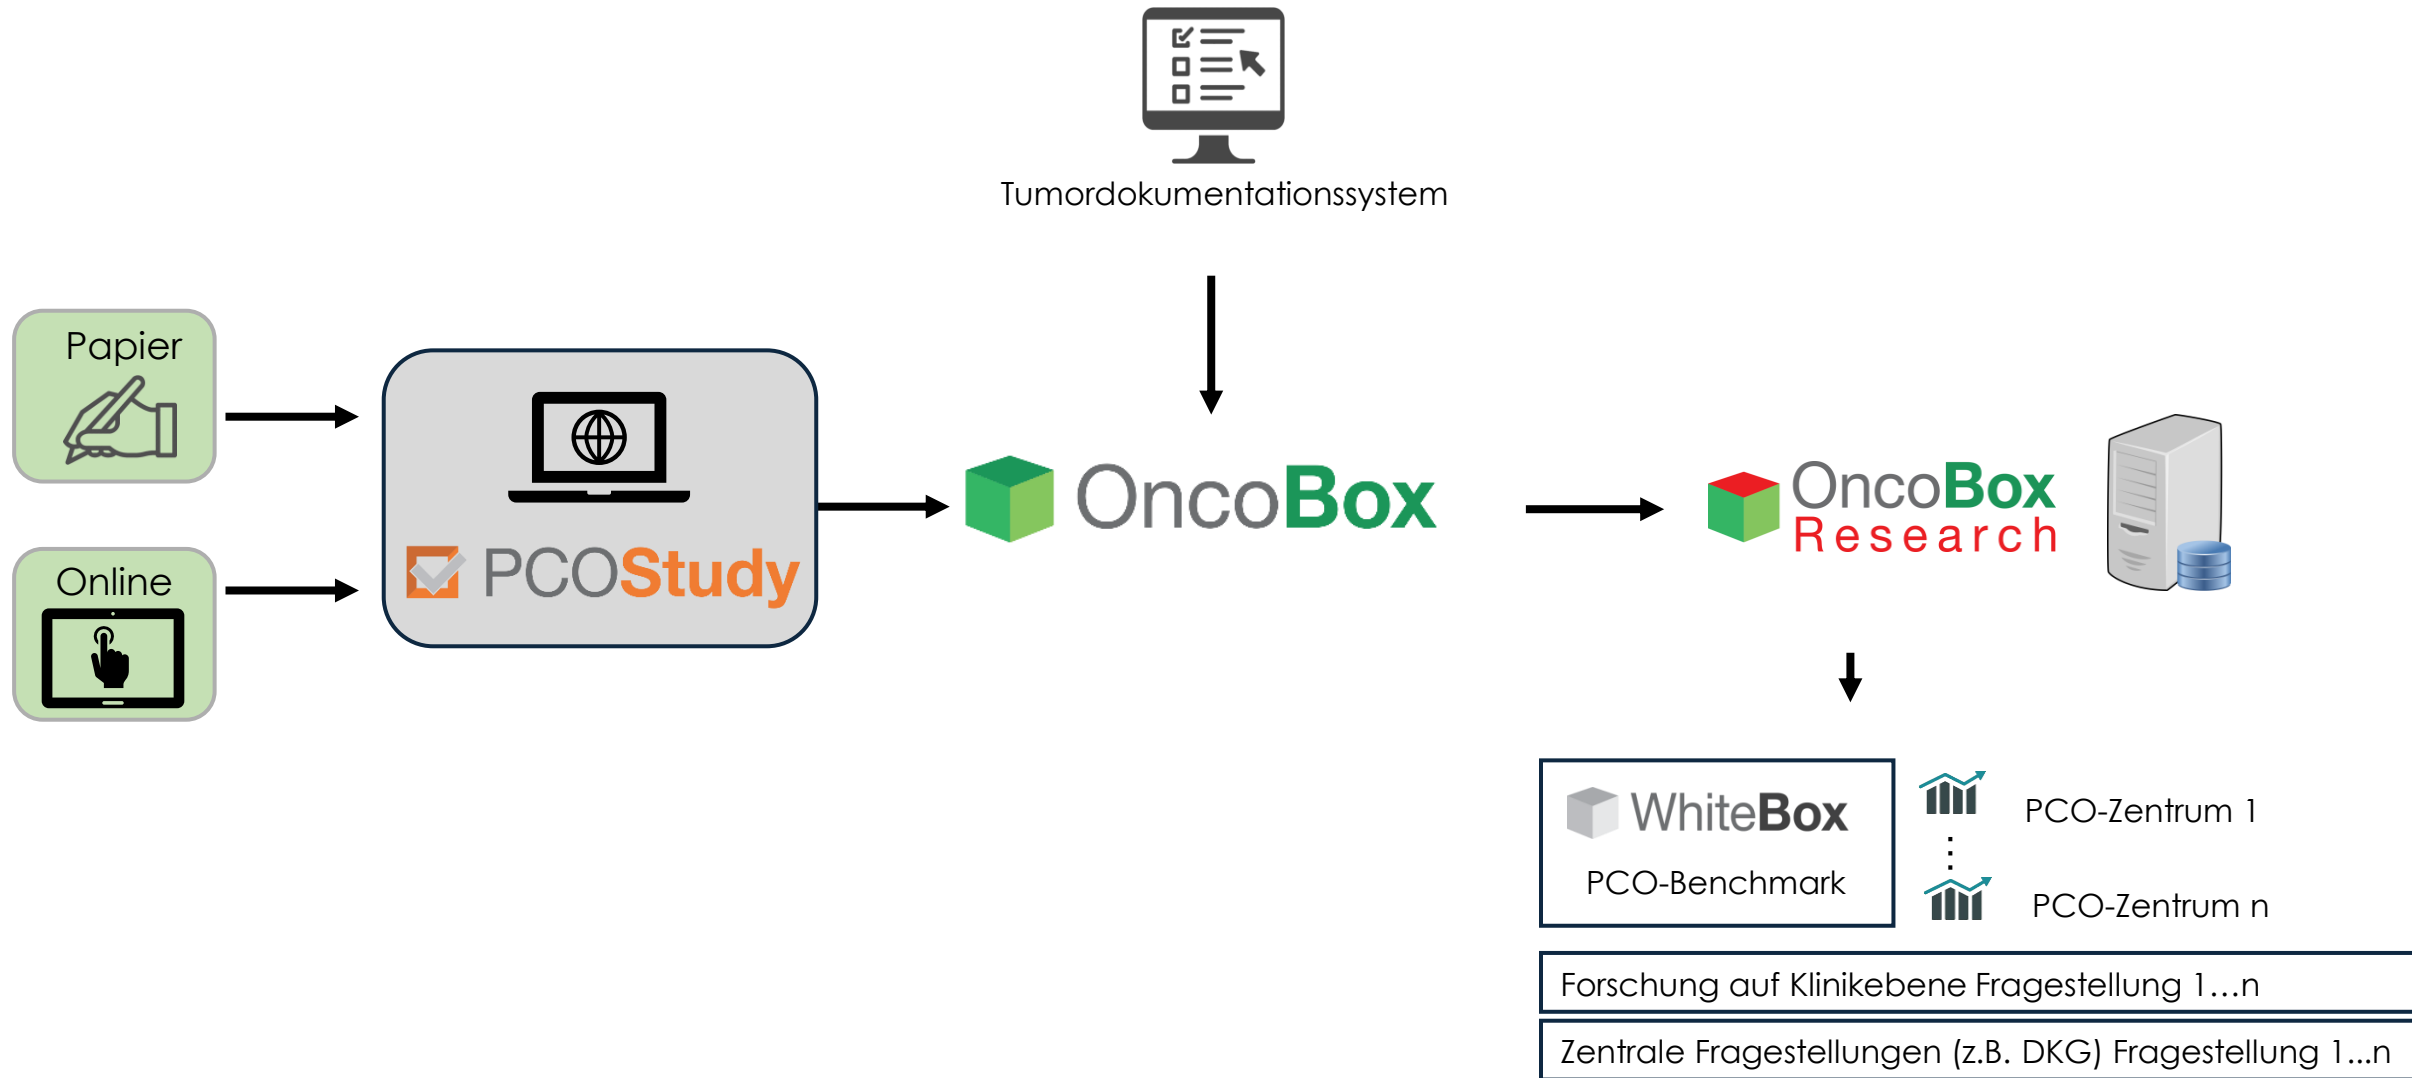 Tumordokumentationssystem
Papier
Online
PCOStudy
OncoBox
OncoBox
Research
WhiteBox
PCO-Benchmark
PCO-Zentrum 1
PCO-Zentrum n
Forschung auf Klinikebene Fragestellung 1...n
Zentrale Fragestellungen (z.B. DKG) Fragestellung 1...n